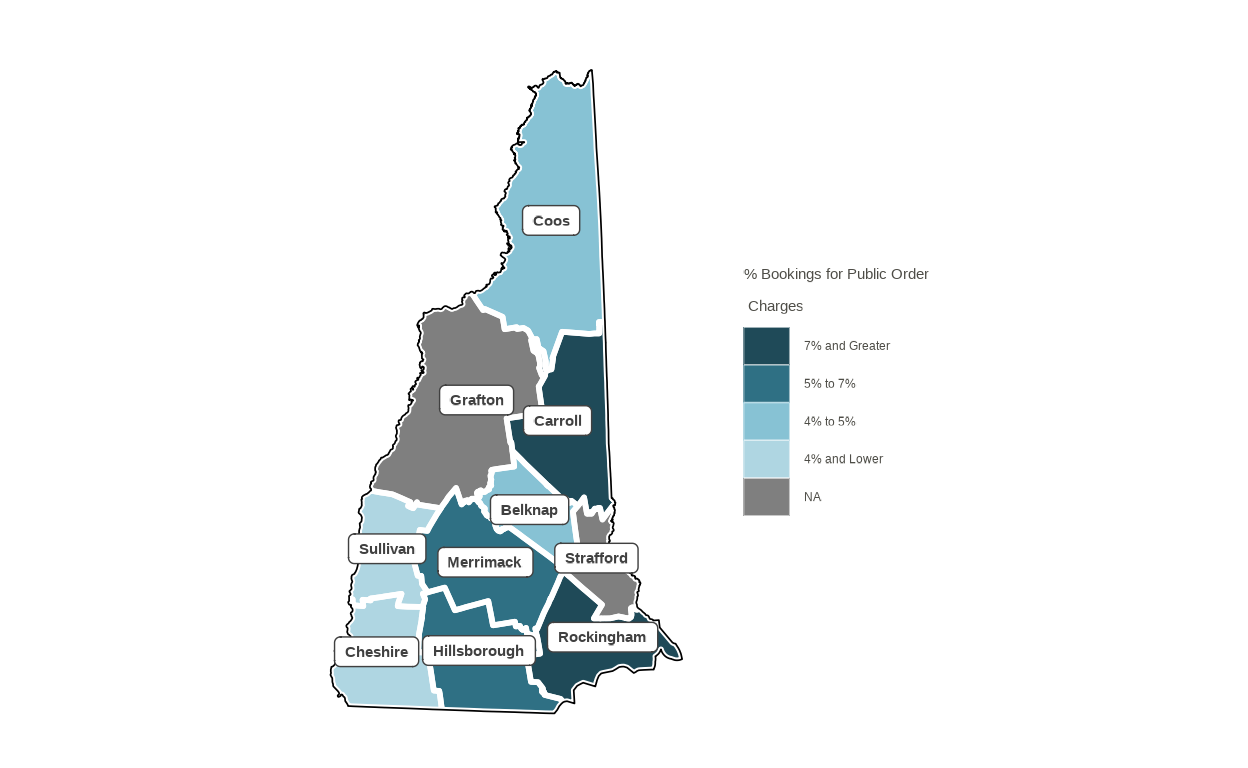 Coos
% Bookings for Public Order
Charges
7% and Greater
5% to 7%
4% to 5%
4% and Lower
NA
Grafton
Carroll
Belknap
Sullivan
Merrimack
Strafford
Cheshire
Hillsborough
Rockingham